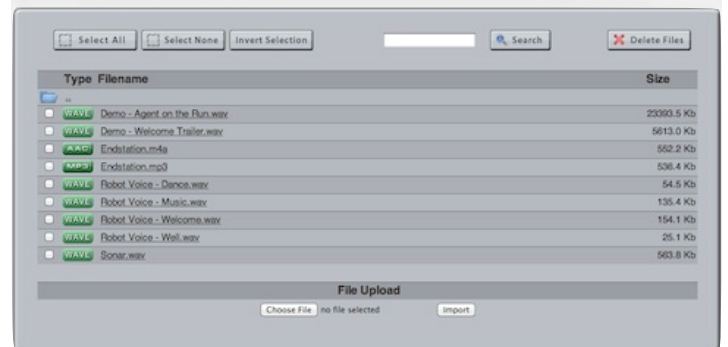 Select All Select None Invert Selection Search Delete Files
Type Filename Size
..
WAVE Demo - Agent on the Run.wav 23393.5 Kb
WAVE Demo - Welcome Trailer.wav 5613.0 Kb
AAC Endstation.m4a 552.2 Kb
MP3 Endstation.mp3 536.4 Kb
WAVE Robot Voice - Dance.wav 54.5 Kb
WAVE Robot Voice - Music.wav 135.4 Kb
WAVE Robot Voice - Welcome.wav 154.1 Kb
WAVE Robot Voice - Well.wav 25.1 Kb
WAVE Sonar.wav 563.8 Kb
File Upload
Choose File no file selected Import